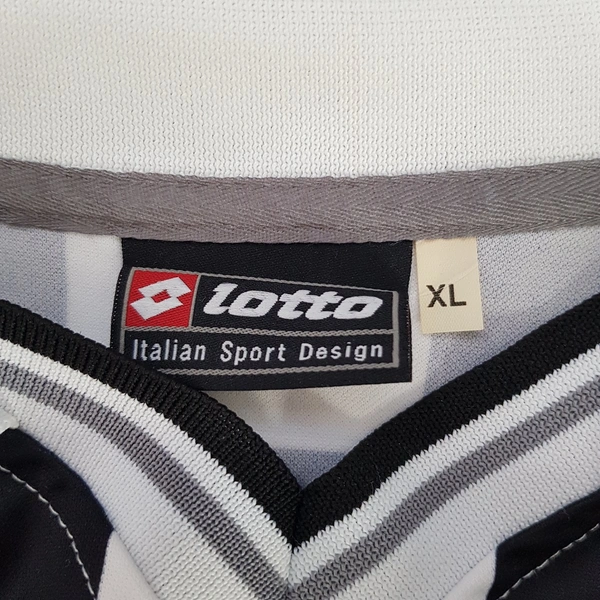 lotto
Italian Sport Design
XL